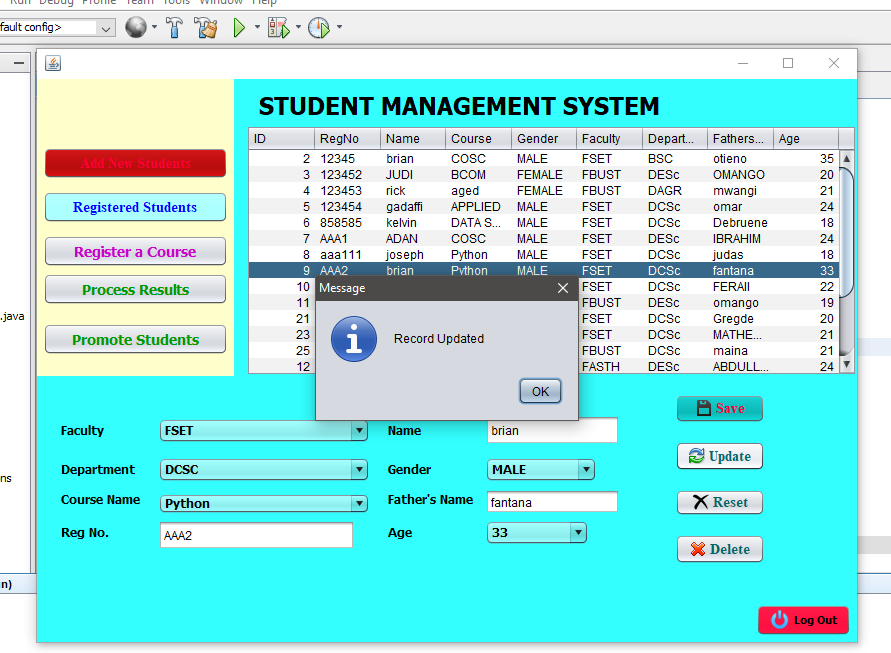 Run Debug Profile Team Tools Window Help
fault config>
STUDENT MANAGEMENT SYSTEM
Add New Students
Registered Students
Register a Course
Process Results
Promote Students
ID RegNo Name Course Gender Faculty Depart... Fathers... Age
2 12345 brian COSC MALE FSET BSC otieno 35
3 123452 JUDI BCOM FEMALE FBUST DESc OMANGO 20
4 123453 rick aged FEMALE FBUST DAGR mwangi 21
5 123454 gadaffi APPLIED MALE FSET DCSc omar 24
6 858585 kelvin DATA S... MALE FSET DCSc Debruene 18
7 AAA1 ADAN COSC MALE FSET DESc IBRAHIM 24
8 aaa111 joseph Python MALE FSET DCSc judas 18
9 AAA2 brian Python MALE FSET DCSc fantana 33
10 FSET DCSc FERAII 22
11 FBUST DESc omango 19
21 FSET DCSc Gregde 20
23 FSET DCSc MATHE... 21
25 FBUST DCSc maina 21
12 FASTH DESc ABDULL... 24
Message
Record Updated
OK
.java
ns
n)
Faculty FSET Name brian
Department DCSC Gender MALE
Course Name Python Father's Name fantana
Reg No. AAA2 Age 33
Save
Update
Reset
Delete
Log Out